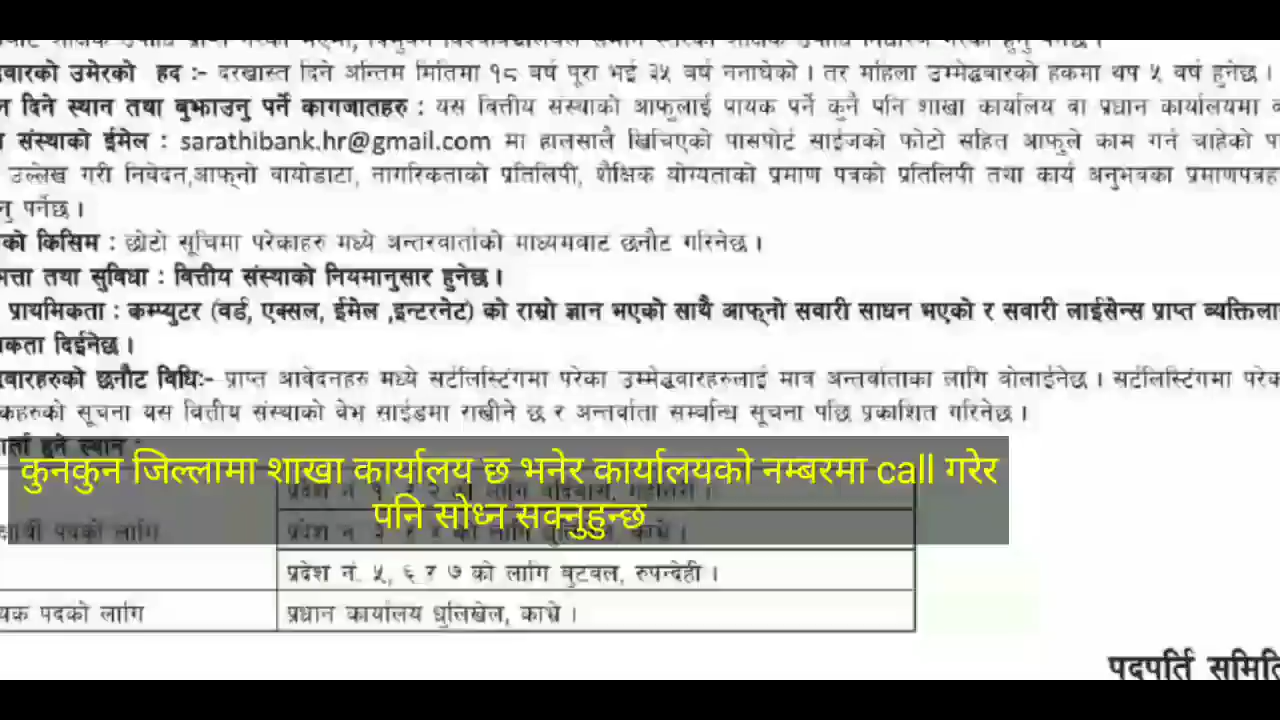 दवारको उमेरको हद :- दरखास्त दिने अन्तिम मितिमा १८ वर्ष पूरा भई ३५ वर्ष ननाघेको । तर महिला उम्मेद्धवारको हकमा थप ५ वर्ष हुनेछ ।
न दिने स्थान तथा बुझाउनु पर्ने कागजातहरु : यस वित्तीय संस्थाको आफुलाई पायक पर्ने कुनै पनि शाखा कार्यालय वा प्रधान कार्यालयमा
संस्थाको ईमेल : sarathibank.hr@gmail.com मा हालसालै खिचिएको पासपोर्ट साईजको फोटो सहित आफुले काम गर्न चाहेको
उल्लेख गरी निवेदन,आफ्नो वायोडाटा, नागरिकताको प्रतिलिपी, शैक्षिक योग्यताको प्रमाण पत्रको प्रतिलिपी तथा कार्य अनुभवका प्रमाणपत्रह
नु पर्नेछ ।
को किसिम : छोटो सूचिमा परेकाहरु मध्ये अन्तरवार्ताको माध्यमवाट छनौट गरिनेछ ।
भत्ता तथा सुविधा : वित्तीय संस्थाको नियमानुसार हुनेछ ।
प्राथमिकता : कम्प्युटर (वर्ड, एक्सल, ईमेल ,इन्टरनेट) को राम्रो ज्ञान भएको साथै आफ्नो सवारी साधन भएको र सवारी लाईसेन्स प्राप्त व्यक्तिला
कता दिईनेछ ।
दवारहरुको छनौट विधिः- प्राप्त आवेदनहरु मध्ये सर्टलिस्टिंगमा परेका उम्मेद्धवारहरुलाई मात्र अन्तर्वार्ताका लागि वोलाईनेछ । सर्टलिस्टिंगमा परेक
कहरुको सूचना यस वित्तीय संस्थाको वेभ साईडमा राखीने छ र अन्तर्वार्ता सम्वन्धि सूचना पछि प्रकाशित गरिनेछ ।
र्ता हुने स्थान :
कुनकुन जिल्लामा शाखा कार्यालय छ भनेर कार्यालयको नम्बरमा call गरेर
पनि सोध्न सक्नुहुन्छ
प्रदेश नं. ५, ६ र ७ को लागि वुटवल, रुपन्देही ।
यक पदको लागि प्रधान कार्यालय धुलिखेल, काभ्रे ।
पदपूर्ति समिति